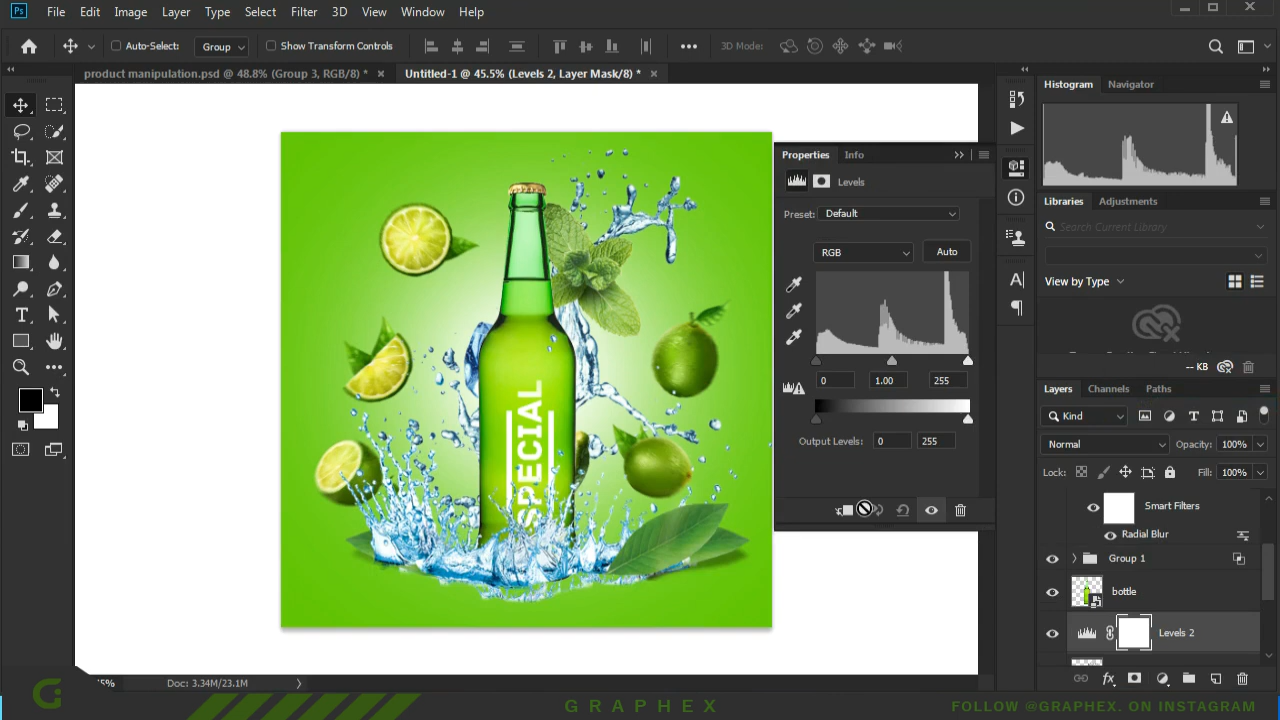 Ps File Edit Image Layer Type Select Filter 3D View Window Help
Auto-Select: Group Show Transform Controls ••• 3D Mode:
product manipulation.psd @ 48.8% (Group 3, RGB/8) * × Untitled-1 @ 45.5% (Levels 2, Layer Mask/8) * ×
Histogram Navigator
Properties Info
Levels
Preset: Default
RGB Auto
0 1.00 255
Output Levels: 0 255
Libraries Adjustments
Search Current Library
View by Type
-- KB
Layers Channels Paths
Kind
Normal Opacity: 100%
Lock: Fill: 100%
Smart Filters
Radial Blur
Group 1
bottle
Levels 2
SPECIAL
Doc: 3.34M/23.1M
GRAPHEX
FOLLOW @GRAPHEX. ON INSTAGRAM